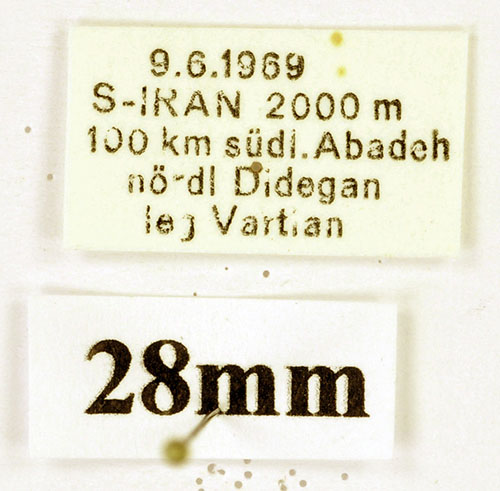 9.6.1969
S-IRAN 2000 m
100 km südl. Abadeh
nördl Didegan
leg Vartian
28mm